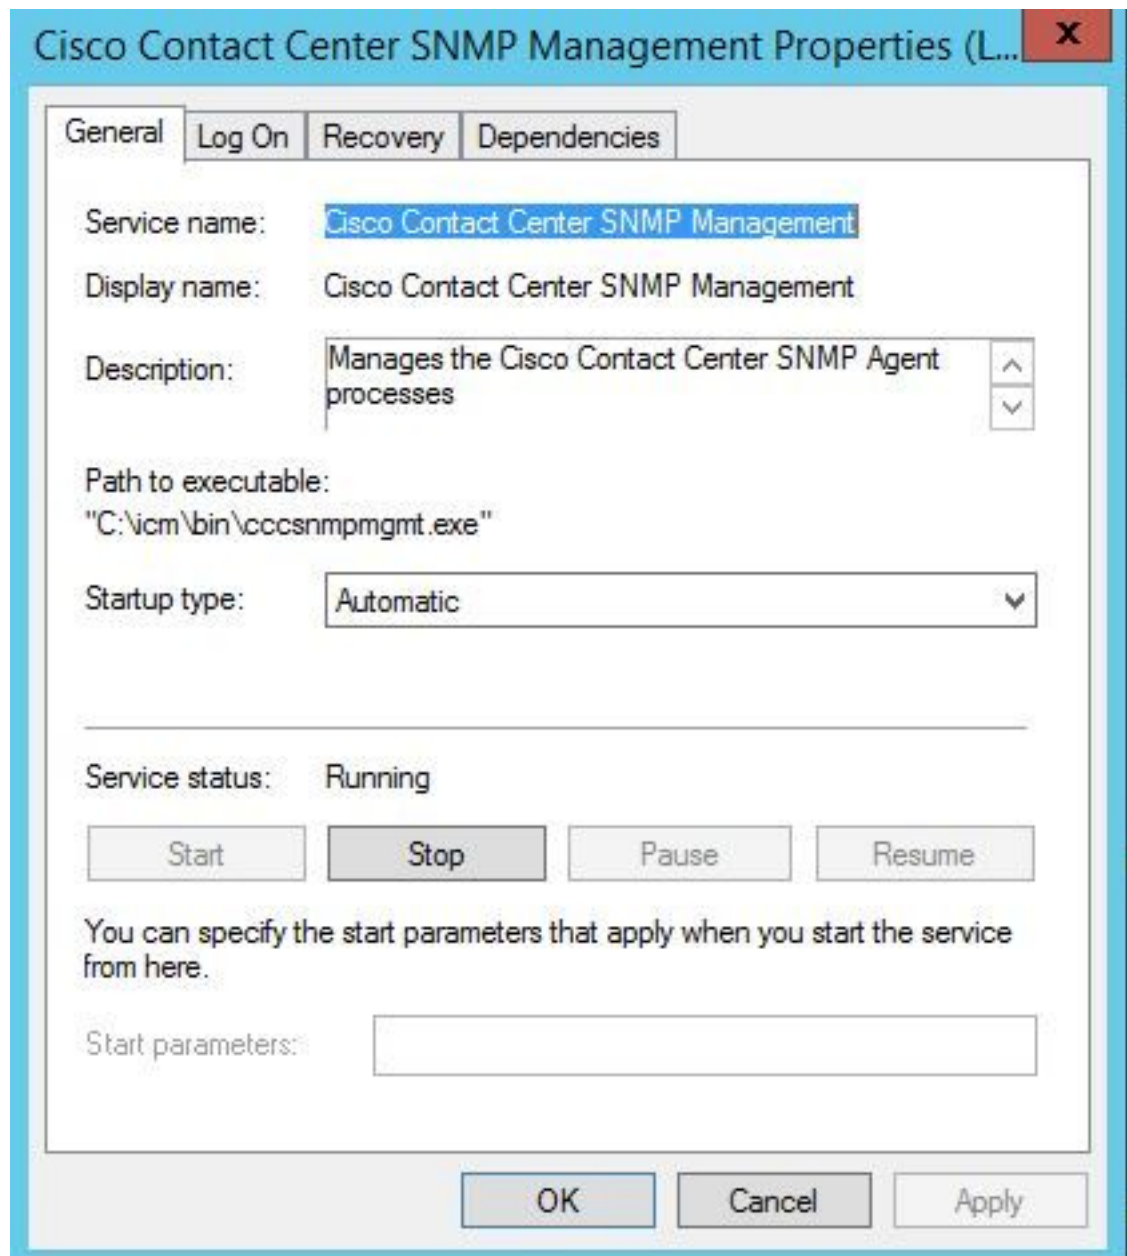 Cisco Contact Center SNMP Management Properties (L...
x
General Log On Recovery Dependencies
Service name: Cisco Contact Center SNMP Management
Display name: Cisco Contact Center SNMP Management
Description: Manages the Cisco Contact Center SNMP Agent
processes
Path to executable:
"C:\icm\bin\cccsnmpmgmt.exe"
Startup type: Automatic
Service status: Running
Start Stop Pause Resume
You can specify the start parameters that apply when you start the service
from here.
Start parameters:
OK Cancel Apply